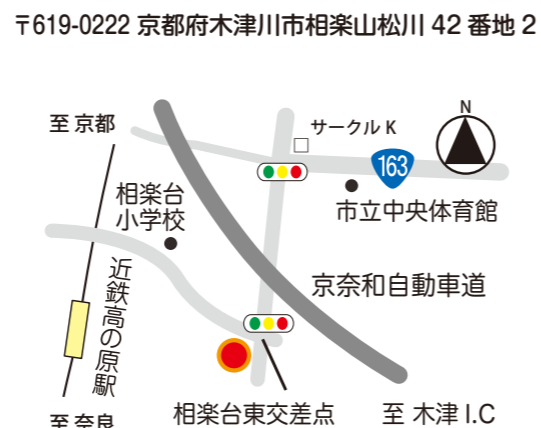 〒619-0222 京都府木津川市相楽山松川 42 番地 2
至 京都
サークル K
N
163
相楽台
小学校
市立中央体育館
近鉄高の原駅
京奈和自動車道
至 奈良
相楽台東交差点
至 木津 I.C